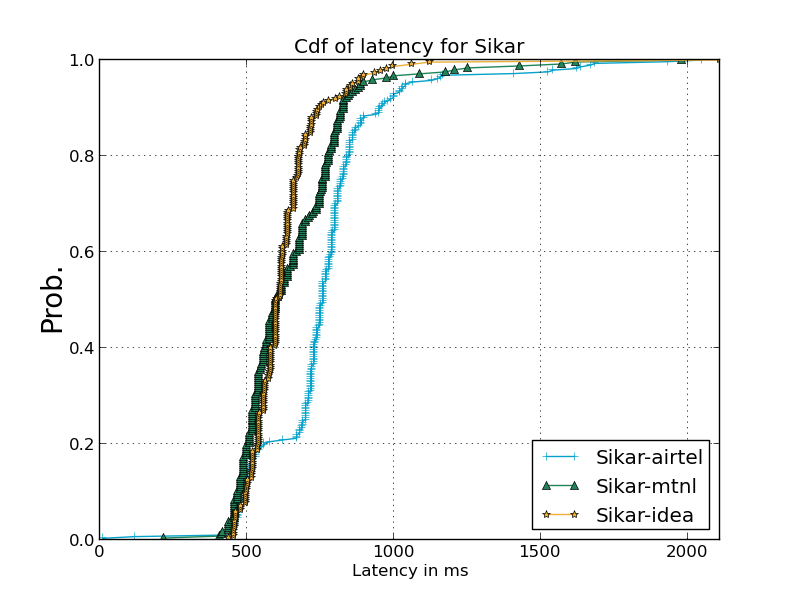 Cdf of latency for Sikar
1.0
0.8
0.6
0.4
0.2
0.0
Prob.
0
500
1000
1500
2000
Latency in ms
Sikar-airtel
Sikar-mtnl
Sikar-idea